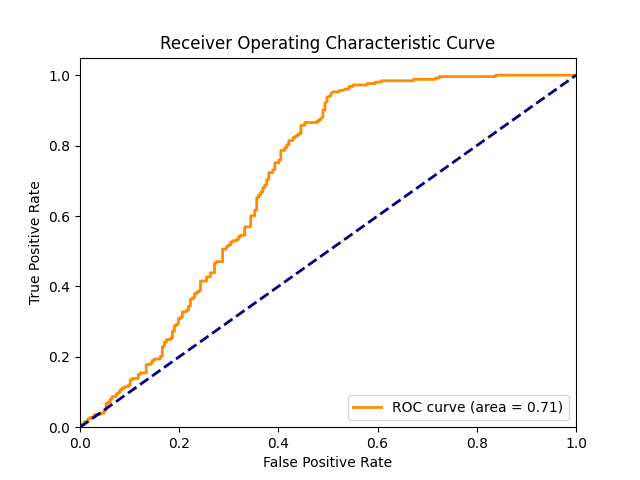 Receiver Operating Characteristic Curve
1.0
0.8
0.6
0.4
0.2
0.0
True Positive Rate
ROC curve (area = 0.71)
0.0 0.2 0.4 0.6 0.8 1.0
False Positive Rate